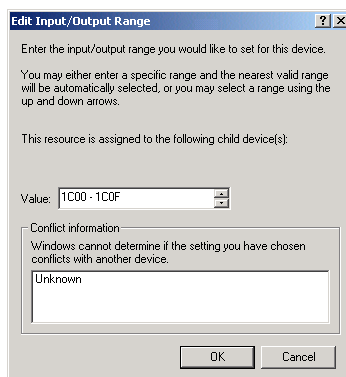 Edit Input/Output Range
Enter the input/output range you would like to set for this device.
You may either enter a specific range and the nearest valid range
will be automatically selected, or you may select a range using the
up and down arrows.
This resource is assigned to the following child device(s):
Value: 1C00 - 1C0F
Conflict information
Windows cannot determine if the setting you have chosen
conflicts with another device.
Unknown
OK Cancel